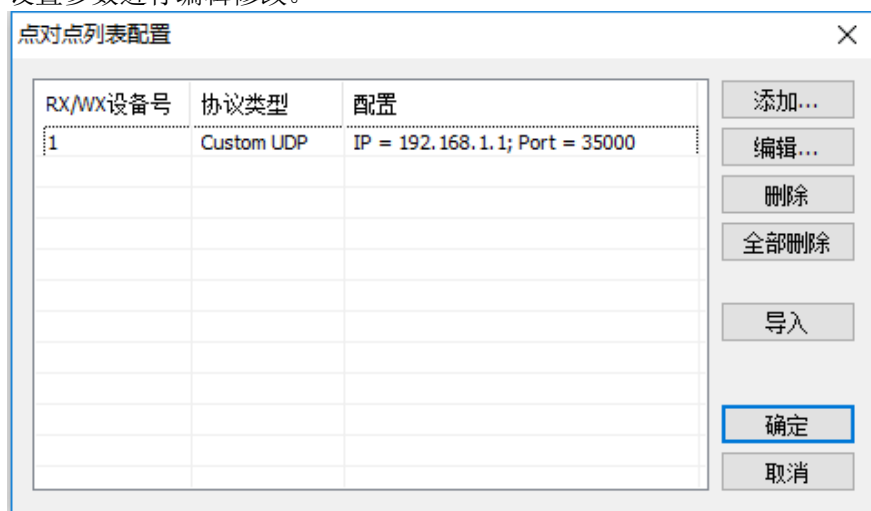 设置参数进行编辑修改。
点对点列表配置
RX/WX设备号 协议类型 配置
1 Custom UDP IP = 192.168.1.1; Port = 35000
添加...
编辑...
删除
全部删除
导入
确定
取消